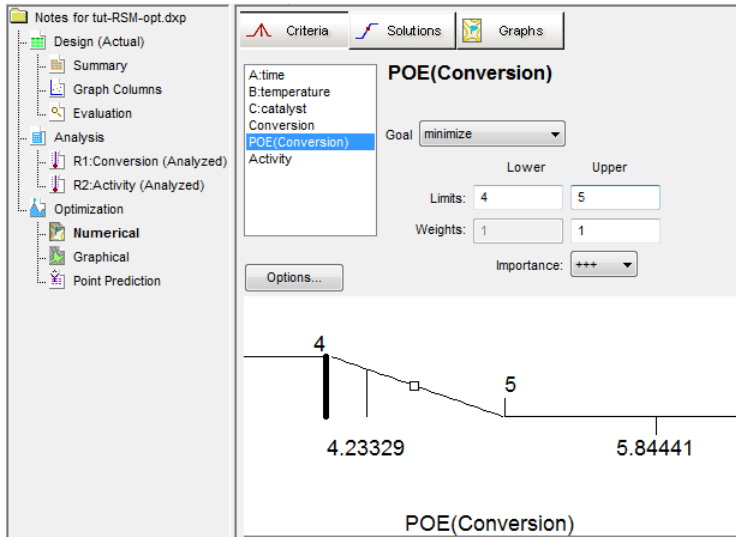 Notes for tut-RSM-opt.dxp
Design (Actual)
Summary
Graph Columns
Evaluation
Analysis
R1:Conversion (Analyzed)
R2:Activity (Analyzed)
Optimization
Numerical
Graphical
Point Prediction
Criteria
Solutions
Graphs
A:time
B:temperature
C:catalyst
Conversion
POE(Conversion)
Activity
POE(Conversion)
Goal minimize
Lower Upper
Limits: 4 5
Weights: 1 1
Importance: +++
Options...
4
5
4.23329
5.84441
POE(Conversion)